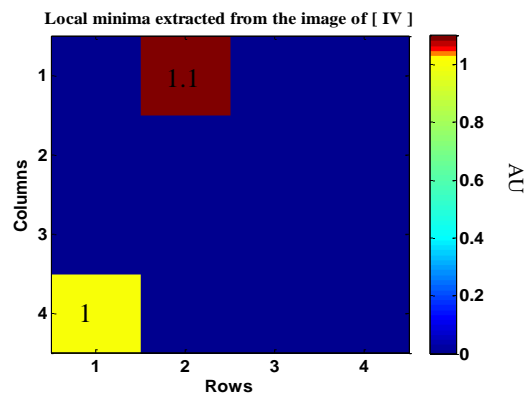 Local minima extracted from the image of [ IV ]
1.1
1
1
2
3
4
Columns
1 2 3 4
Rows
1
0.8
0.6
0.4
0.2
0
AU